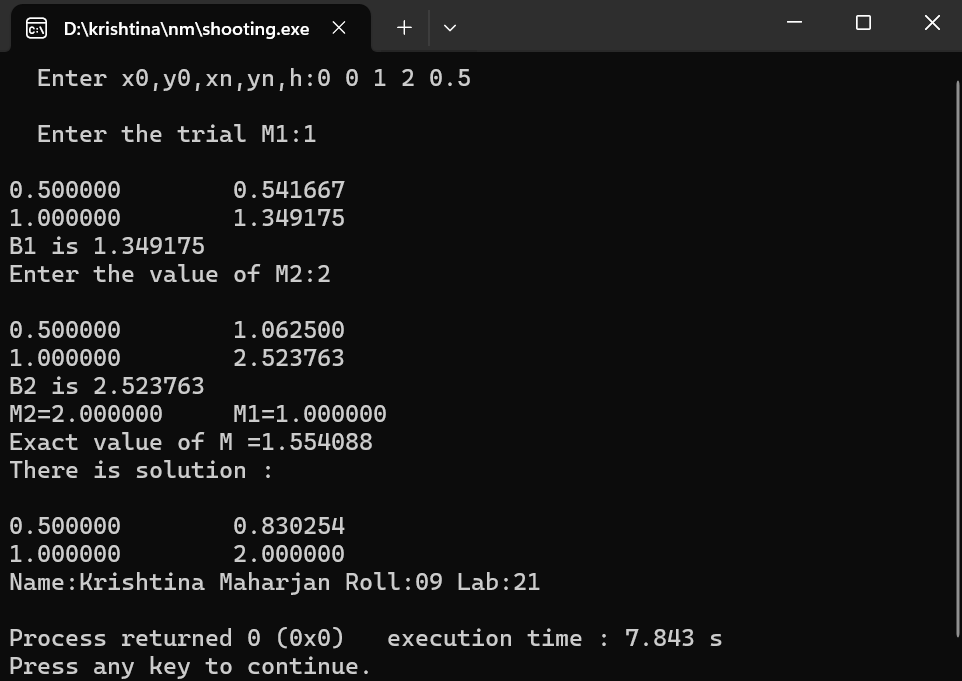 D:\krishtina\nm\shooting.exe
Enter x0,y0,xn,yn,h:0 0 1 2 0.5
Enter the trial M1:1
0.500000        0.541667
1.000000        1.349175
B1 is 1.349175
Enter the value of M2:2
0.500000        1.062500
1.000000        2.523763
B2 is 2.523763
M2=2.000000     M1=1.000000
Exact value of M =1.554088
There is solution :
0.500000        0.830254
1.000000        2.000000
Name:Krishtina Maharjan Roll:09 Lab:21
Process returned 0 (0x0)   execution time : 7.843 s
Press any key to continue.